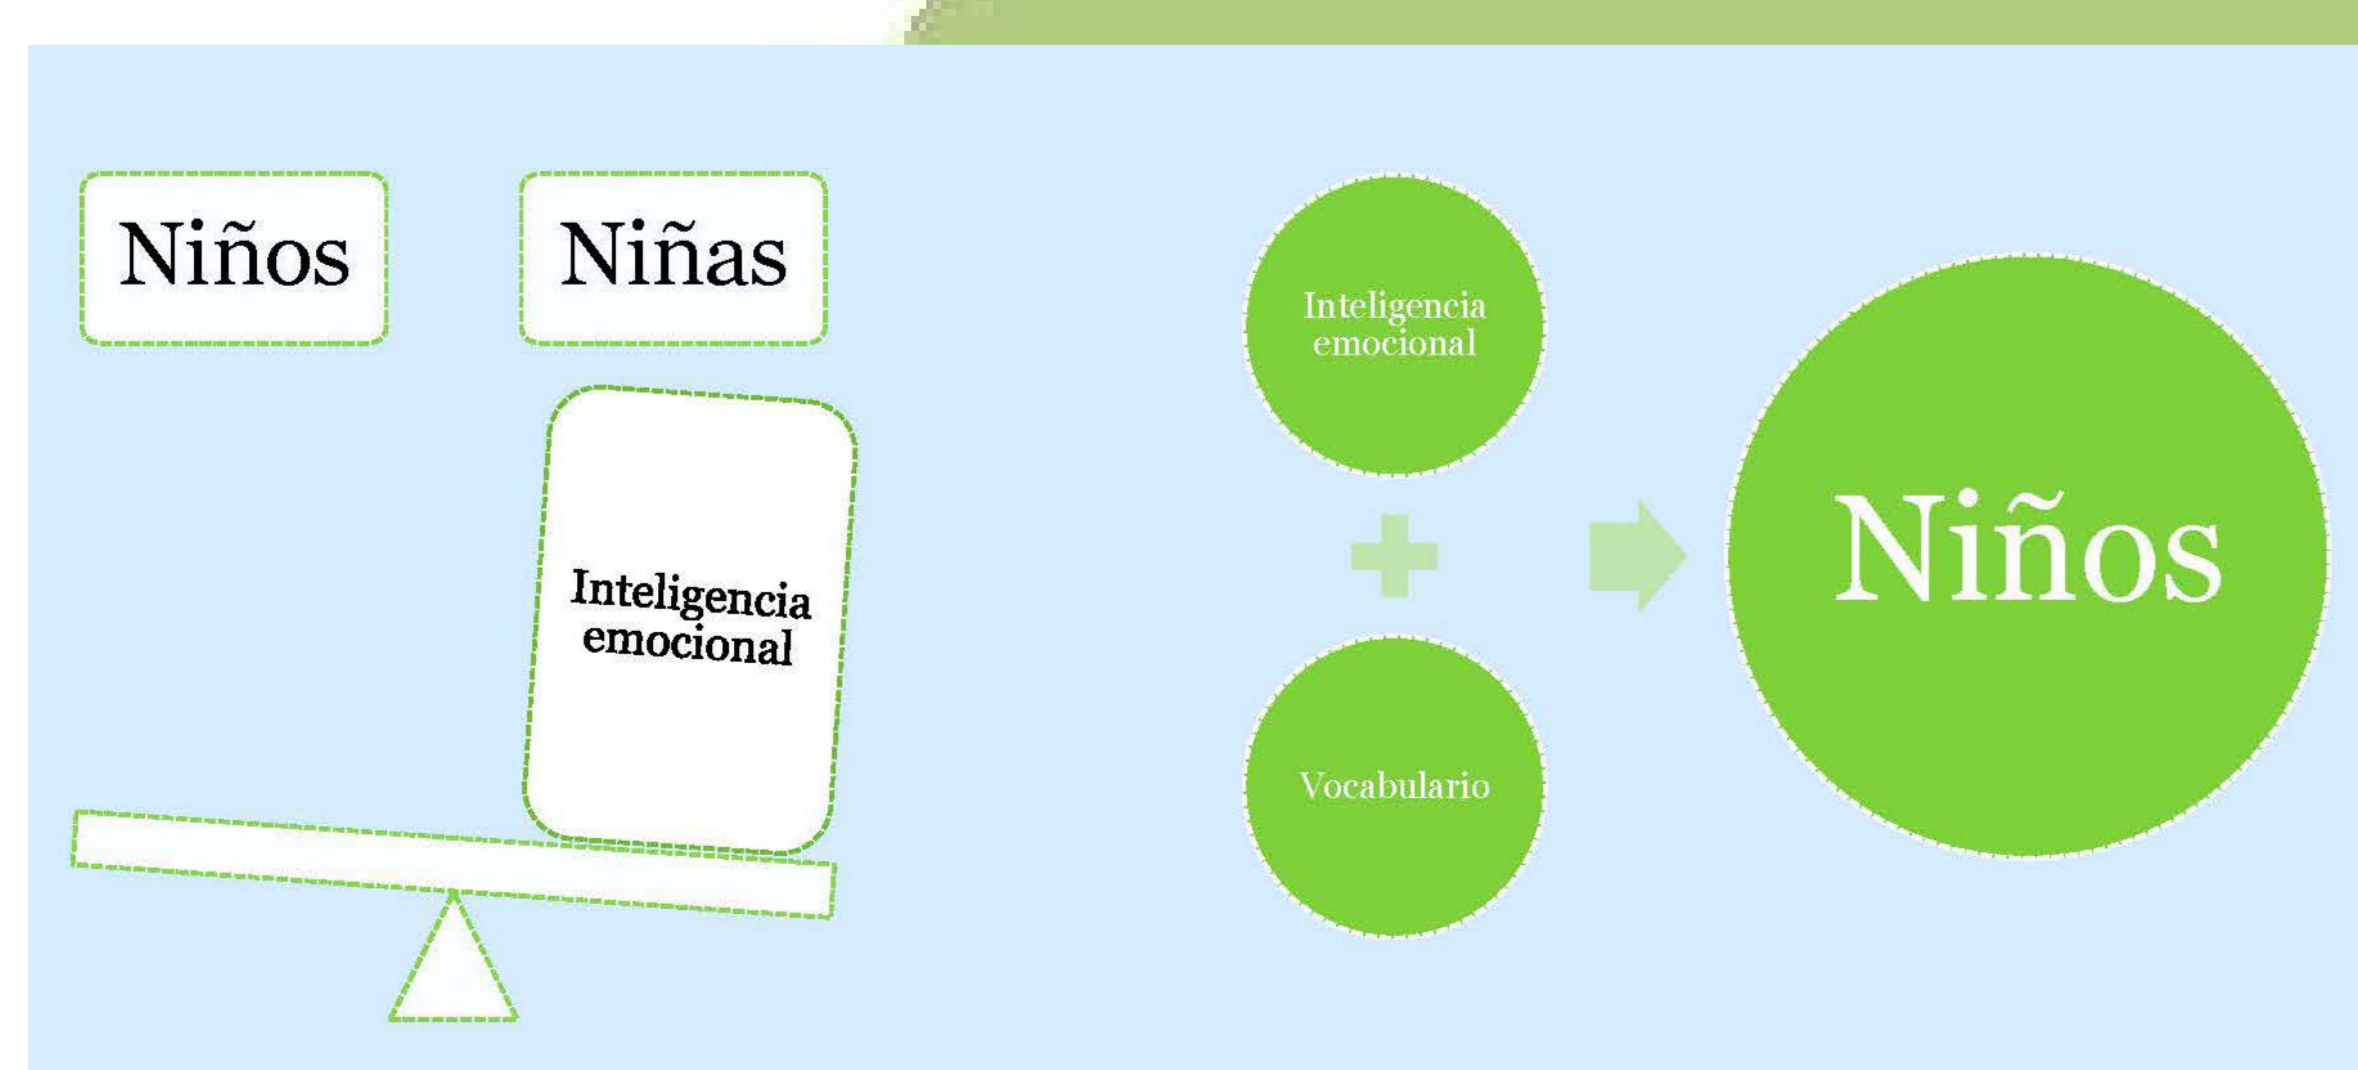 Niños
Niñas
Inteligencia
emocional
Inteligencia
emocional
Vocabulario
Niños